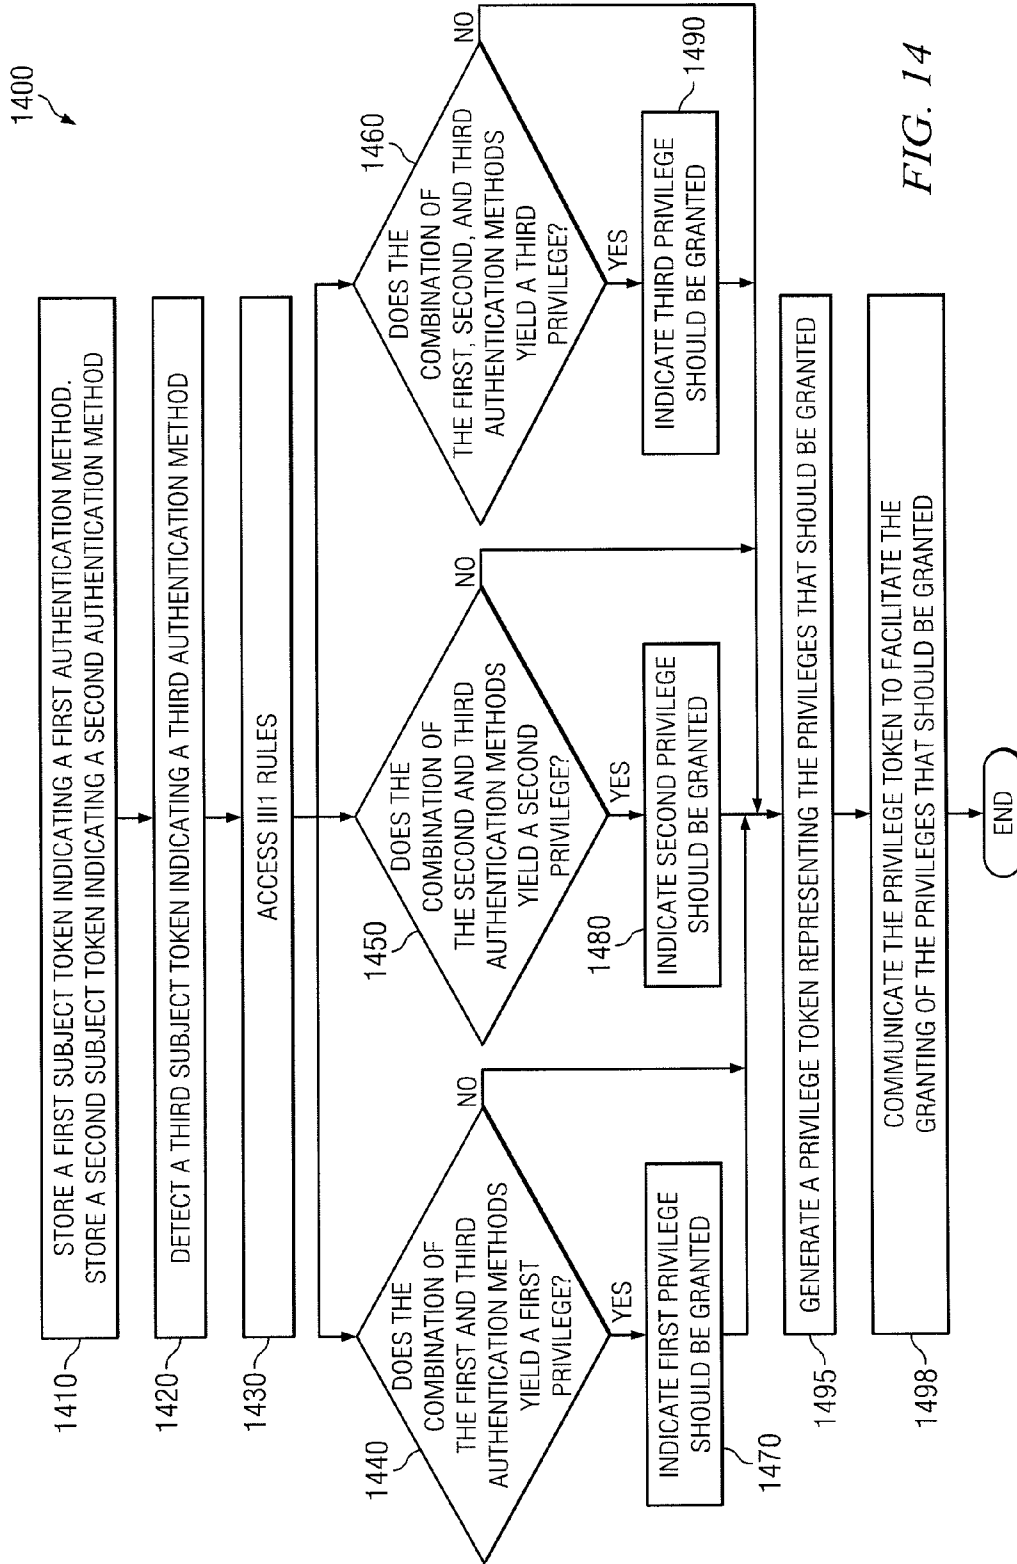 1400
1410
STORE A FIRST SUBJECT TOKEN INDICATING A FIRST AUTHENTICATION METHOD.
STORE A SECOND SUBJECT TOKEN INDICATING A SECOND AUTHENTICATION METHOD
1420
DETECT A THIRD SUBJECT TOKEN INDICATING A THIRD AUTHENTICATION METHOD
1430
ACCESS III1 RULES
1440
DOES THE
COMBINATION OF
THE FIRST AND THIRD
AUTHENTICATION METHODS
YIELD A FIRST
PRIVILEGE?
NO
YES
1450
DOES THE
COMBINATION OF
THE SECOND AND THIRD
AUTHENTICATION METHODS
YIELD A SECOND
PRIVILEGE?
NO
YES
1460
DOES THE
COMBINATION OF
THE FIRST, SECOND, AND THIRD
AUTHENTICATION METHODS
YIELD A THIRD
PRIVILEGE?
NO
YES
INDICATE FIRST PRIVILEGE
SHOULD BE GRANTED
1470
1480
INDICATE SECOND PRIVILEGE
SHOULD BE GRANTED
INDICATE THIRD PRIVILEGE
SHOULD BE GRANTED
1490
1495
GENERATE A PRIVILEGE TOKEN REPRESENTING THE PRIVILEGES THAT SHOULD BE GRANTED
1498
COMMUNICATE THE PRIVILEGE TOKEN TO FACILITATE THE
GRANTING OF THE PRIVILEGES THAT SHOULD BE GRANTED
END
FIG. 14